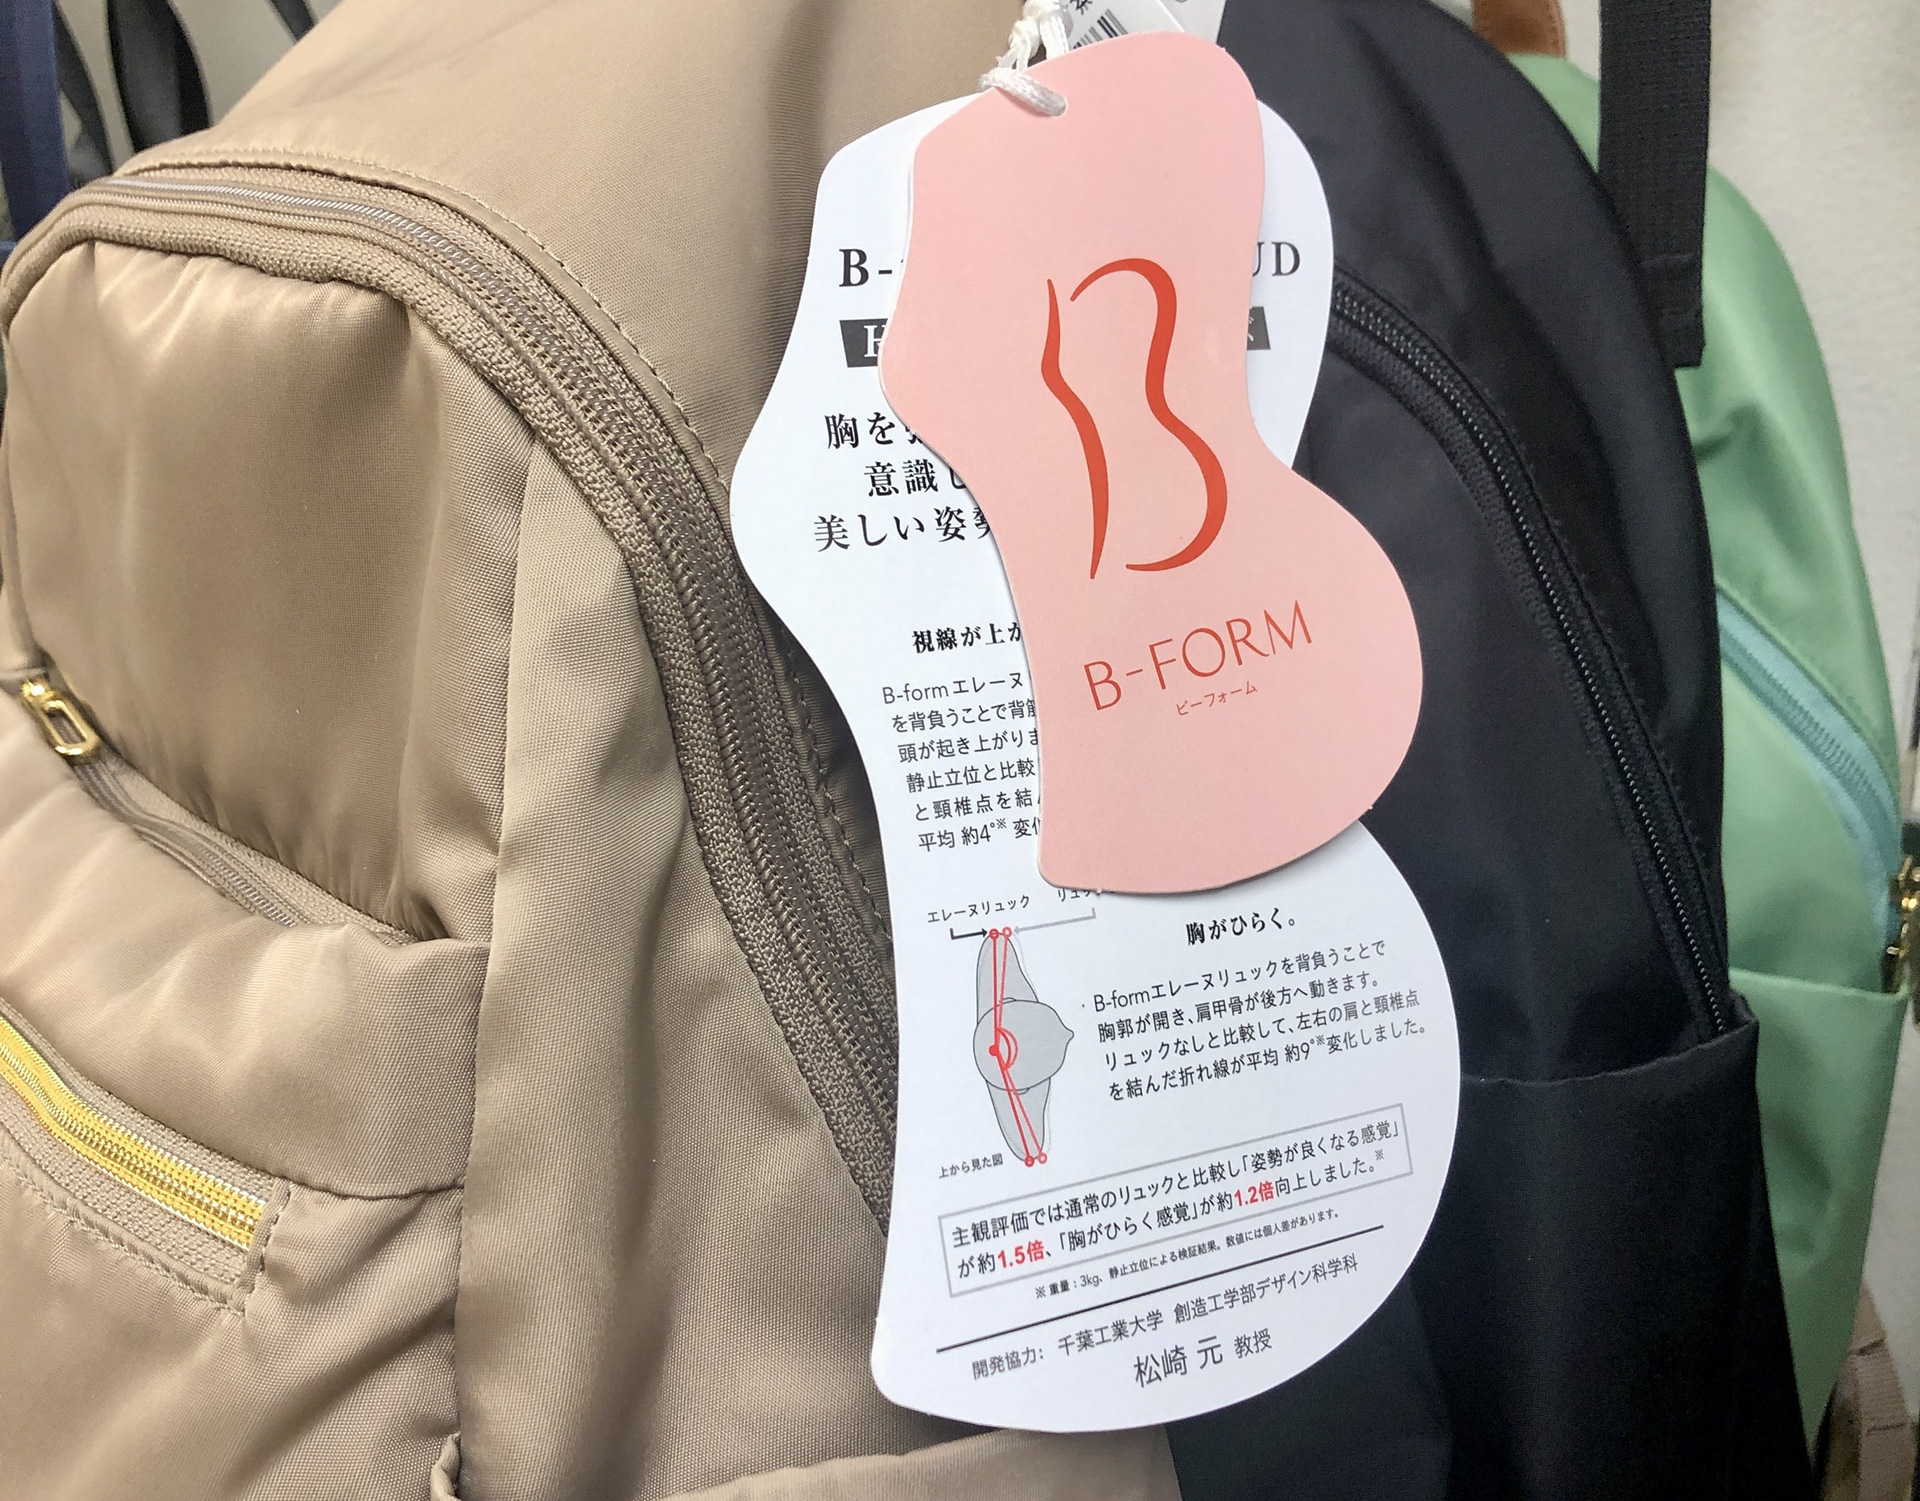 B-FORM
ビーフォーム
B-
UD
H
胸を
意識し
美しい姿勢
視線が上が
B-formエレーヌ
を背負うことで背筋
頭が起き上がりま
静止立位と比較
と頸椎点を結ん
平均 約4°※ 変化
エレーヌリュック
リュック
上から見た図
胸がひらく。
B-formエレーヌリュックを背負うことで
胸郭が開き、肩甲骨が後方へ動きます。
リュックなしと比較して、左右の肩と頸椎点
を結んだ折れ線が平均 約9°※変化しました。
主観評価では通常のリュックと比較し「姿勢が良くなる感覚」
が約1.5倍、「胸がひらく感覚」が約1.2倍向上しました。※
※ 重量：3kg、静止立位による検証結果。数値には個人差があります。
開発協力： 千葉工業大学 創造工学部デザイン科学科
松崎 元 教授